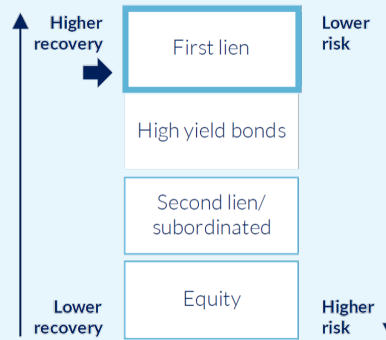 Higher
recovery
First lien
Lower
risk
High yield bonds
Second lien/
subordinated
Equity
Lower
recovery
Higher
risk